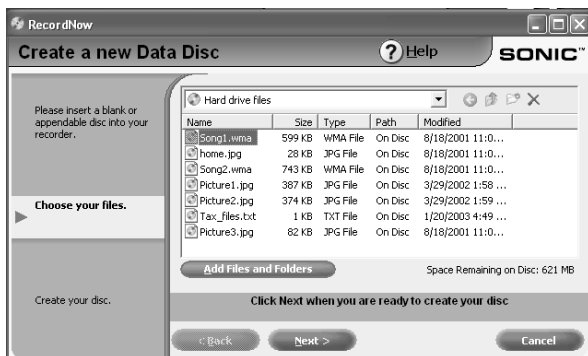 RecordNow
Create a new Data Disc
? Help
SONIC™
Please insert a blank or
appendable disc into your
recorder.
Choose your files.
Create your disc.
Hard drive files
Name Size Type Path Modified
Song1.wma 599 KB WMA File On Disc 8/18/2001 11:0...
home.jpg 28 KB JPG File On Disc 8/18/2001 11:0...
Song2.wma 743 KB WMA File On Disc 8/18/2001 11:0...
Picture1.jpg 387 KB JPG File On Disc 3/29/2002 1:58 ...
Picture2.jpg 374 KB JPG File On Disc 3/29/2002 1:59 ...
Tax_files.txt 1 KB TXT File On Disc 1/20/2003 4:49 ...
Picture3.jpg 82 KB JPG File On Disc 8/18/2001 11:0...
Add Files and Folders
Space Remaining on Disc: 621 MB
Click Next when you are ready to create your disc
< Back
Next >
Cancel